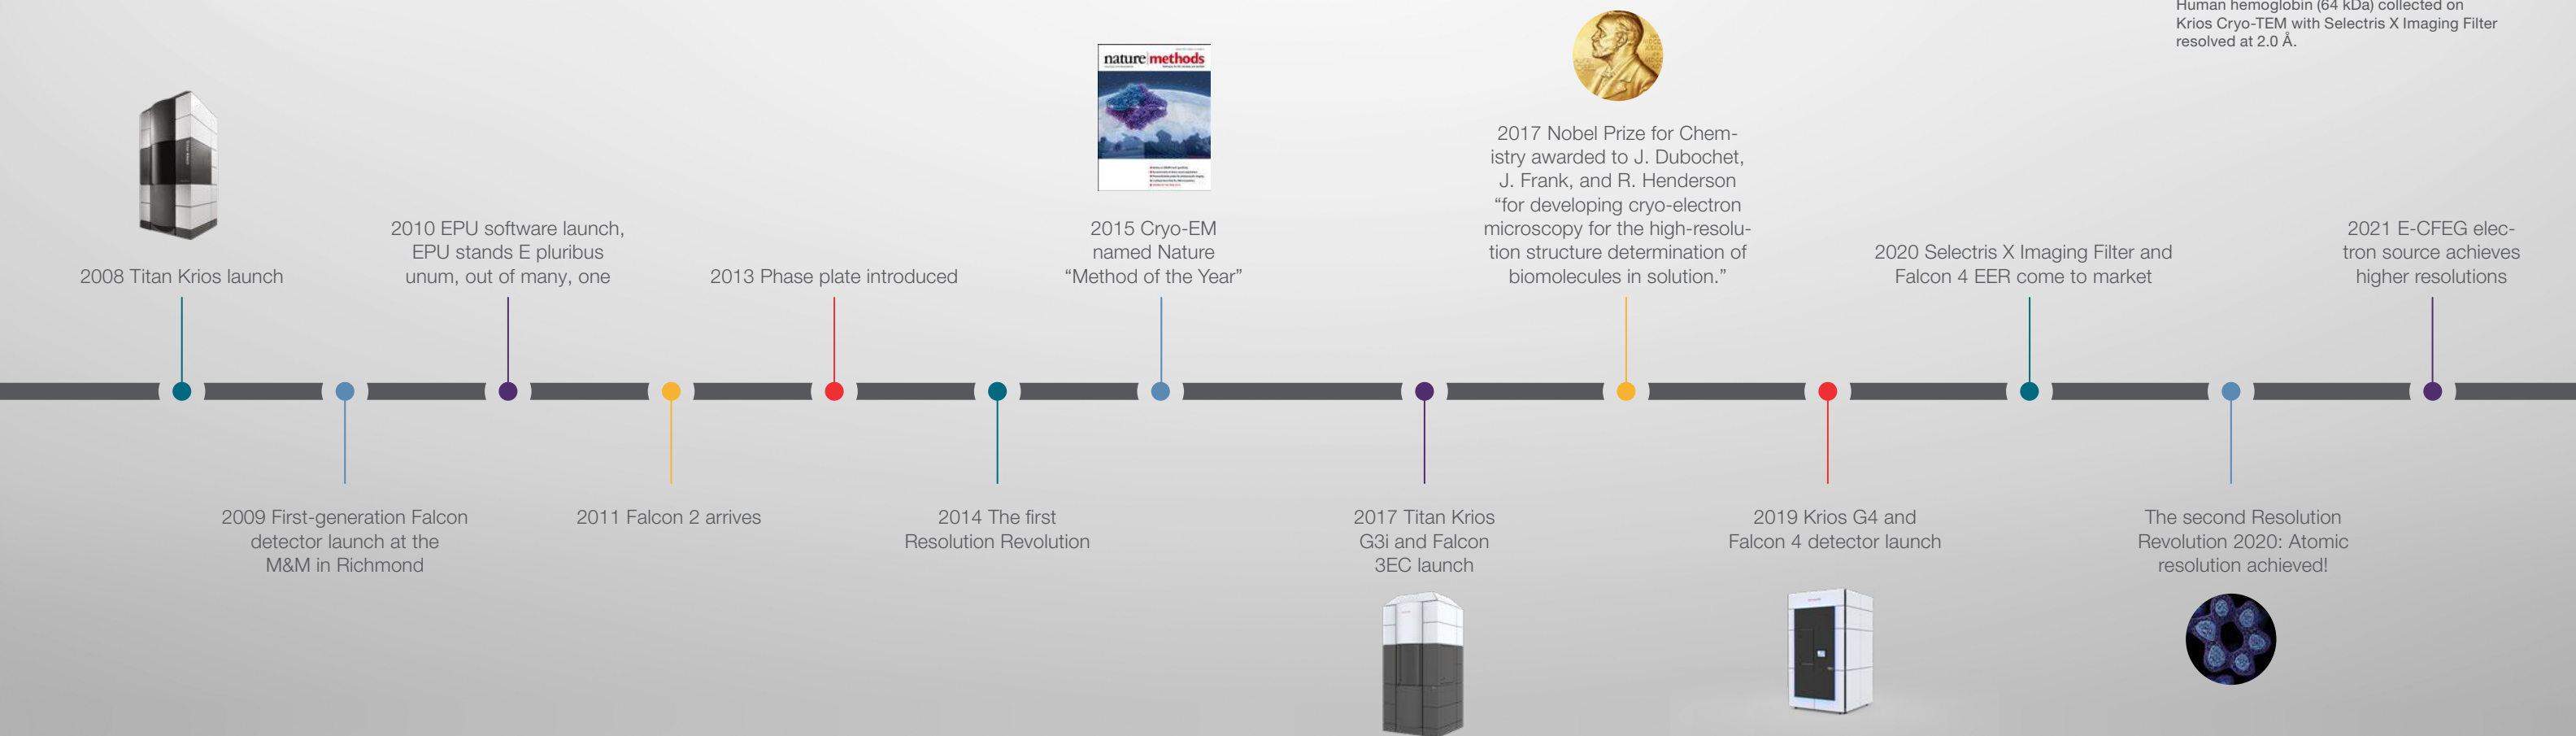 Human hemoglobin (64 kDa) collected on
Krios Cryo-TEM with Selectris X Imaging Filter
resolved at 2.0 Å.
nature methods
2008 Titan Krios launch
2009 First-generation Falcon
detector launch at the
M&M in Richmond
2010 EPU software launch,
EPU stands E pluribus
unum, out of many, one
2011 Falcon 2 arrives
2013 Phase plate introduced
2014 The first
Resolution Revolution
2015 Cryo-EM
named Nature
“Method of the Year”
2017 Titan Krios
G3i and Falcon
3EC launch
2017 Nobel Prize for Chem-
istry awarded to J. Dubochet,
J. Frank, and R. Henderson
“for developing cryo-electron
microscopy for the high-resolu-
tion structure determination of
biomolecules in solution.”
2019 Krios G4 and
Falcon 4 detector launch
2020 Selectris X Imaging Filter and
Falcon 4 EER come to market
The second Resolution
Revolution 2020: Atomic
resolution achieved!
2021 E-CFEG elec-
tron source achieves
higher resolutions